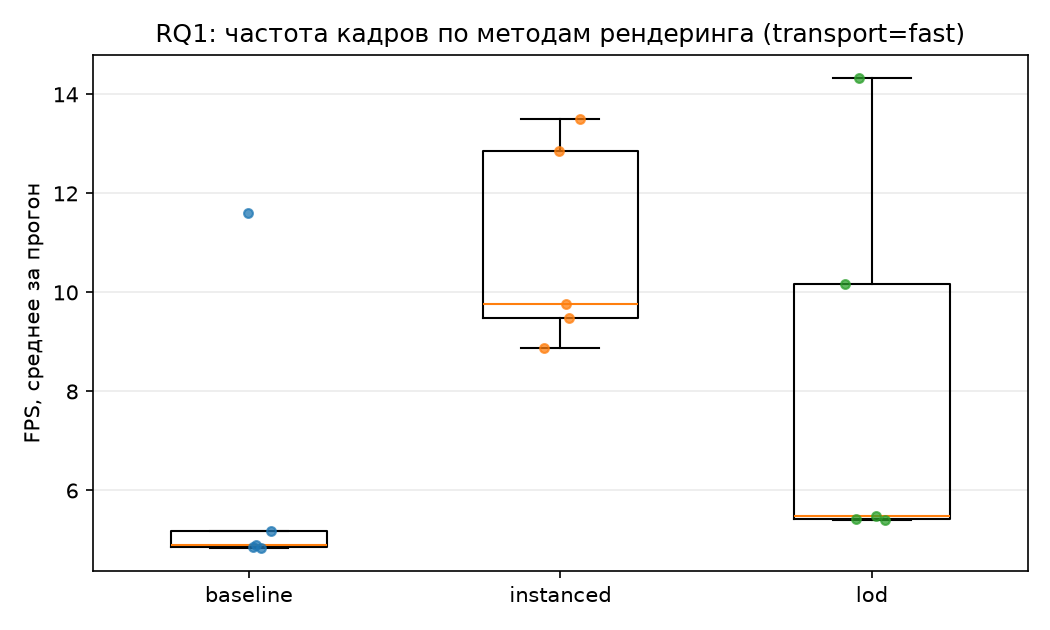 RQ1: частота кадров по методам рендеринга (transport=fast)
FPS, среднее за прогон
14
12
10
8
6
baseline
instanced
lod